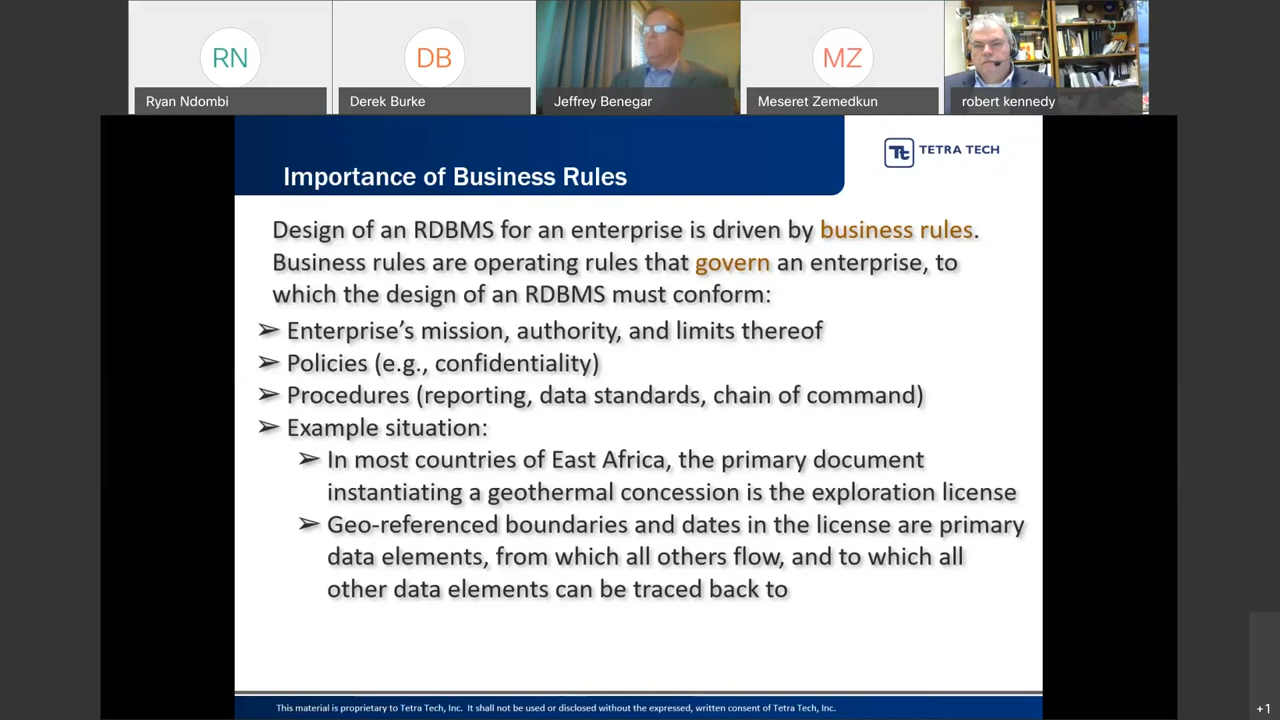 RN
DB
MZ
Ryan Ndombi
Derek Burke
Jeffrey Benegar
Meseret Zemedkun
robert kennedy
Tt TETRA TECH
Importance of Business Rules
Design of an RDBMS for an enterprise is driven by business rules.
Business rules are operating rules that govern an enterprise, to
which the design of an RDBMS must conform:
➢ Enterprise’s mission, authority, and limits thereof
➢ Policies (e.g., confidentiality)
➢ Procedures (reporting, data standards, chain of command)
➢ Example situation:
➢ In most countries of East Africa, the primary document
instantiating a geothermal concession is the exploration license
➢ Geo-referenced boundaries and dates in the license are primary
data elements, from which all others flow, and to which all
other data elements can be traced back to
This material is proprietary to Tetra Tech, Inc. It shall not be used or disclosed without the expressed, written consent of Tetra Tech, Inc.
+1